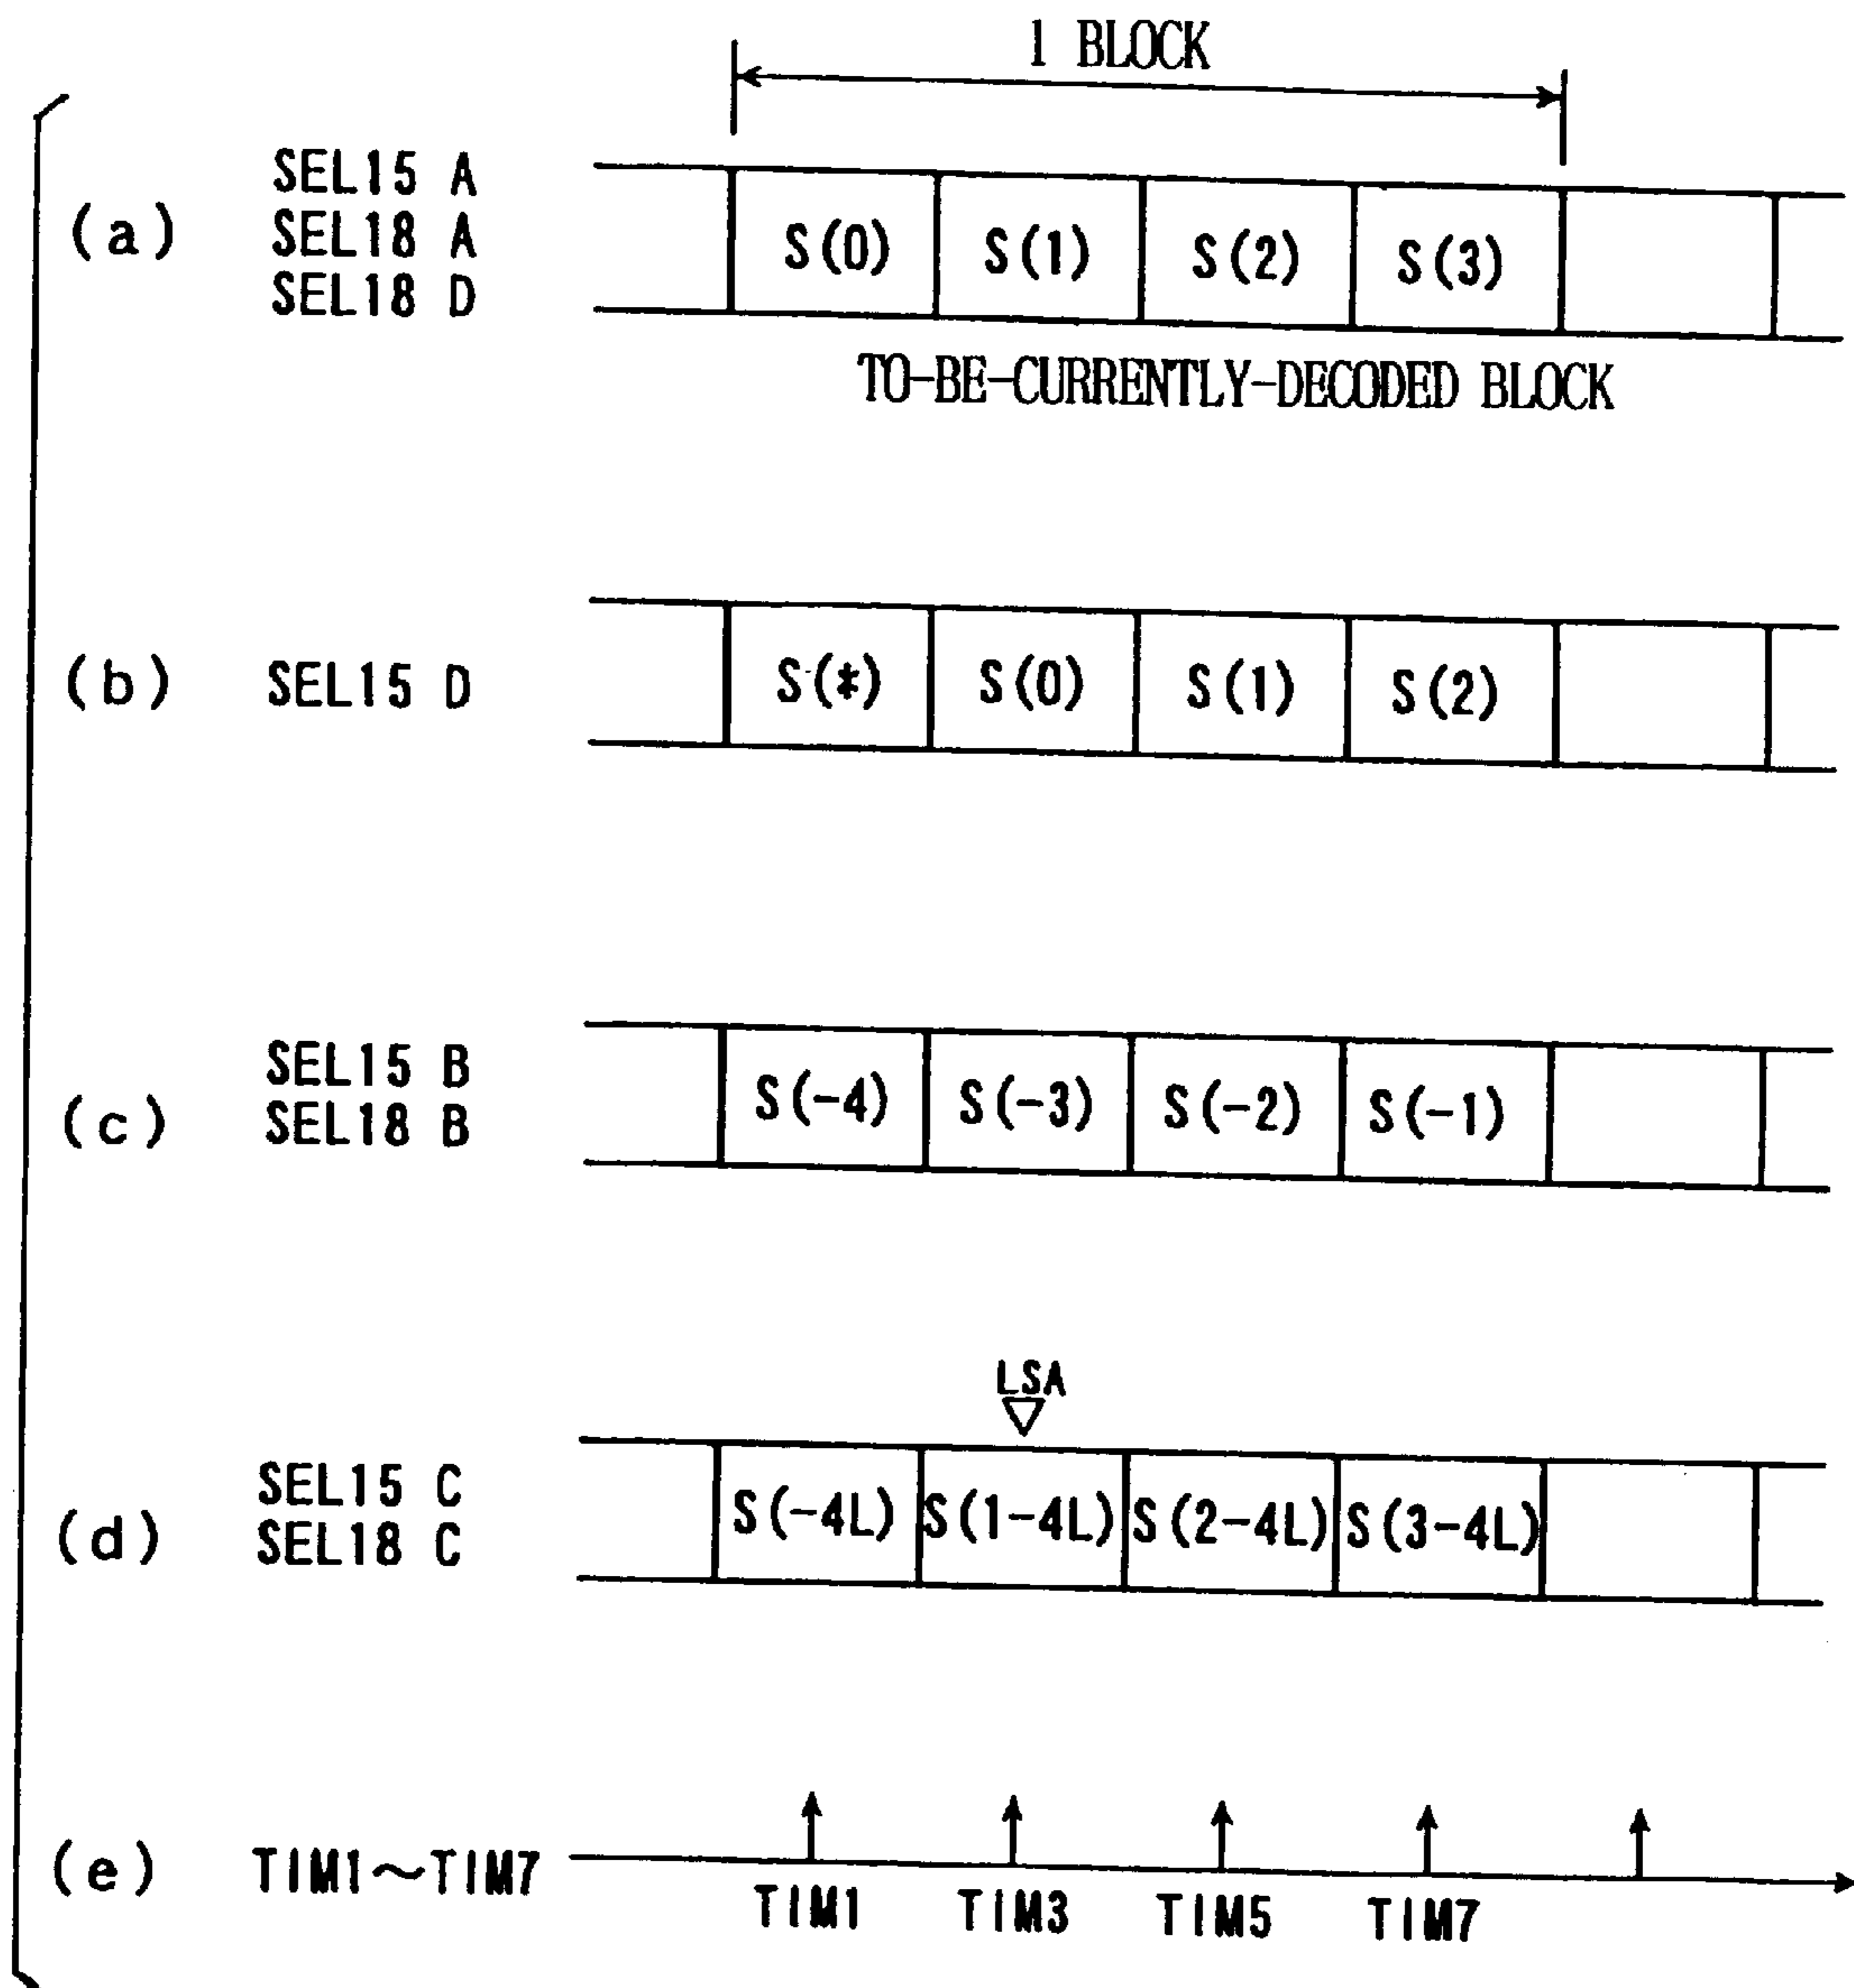 1 BLOCK
(a)
SEL15 A
SEL18 A
SEL18 D
S(0) S(1) S(2) S(3)
TO-BE-CURRENTLY-DECODED BLOCK
(b) SEL15 D S(*) S(0) S(1) S(2)
(c)
SEL15 B
SEL18 B
S(-4) S(-3) S(-2) S(-1)
LSA
(d)
SEL15 C
SEL18 C
S(-4L) S(1-4L) S(2-4L) S(3-4L)
(e) TIM1~TIM7
TIM1 TIM3 TIM5 TIM7